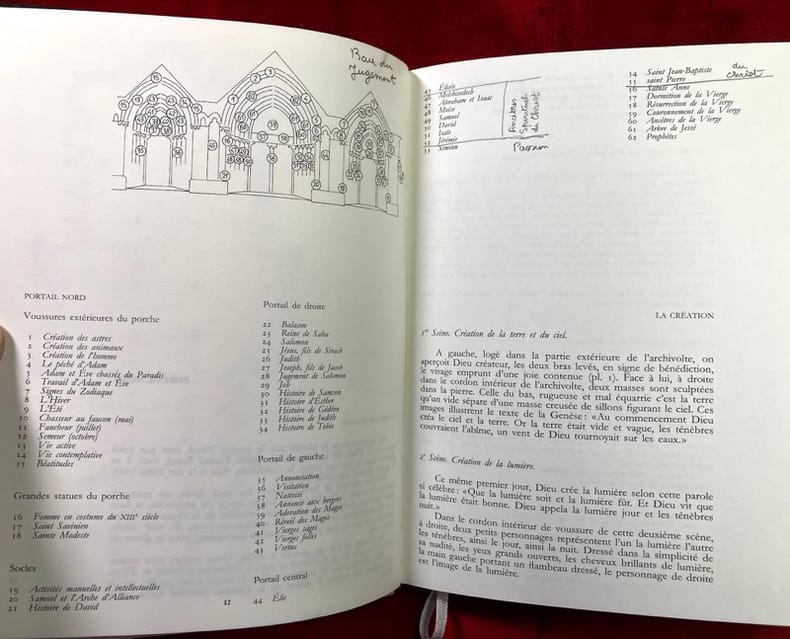 Baie du
Jugement
PORTAIL NORD
Voussures extérieures du porche
1 Création des astres
2 Création des animaux
3 Création de l'homme
4 Le péché d'Adam
5 Adam et Ève chassés du Paradis
6 Travail d'Adam et Ève
7 Signes du Zodiaque
8 L'Hiver
9 L'Été
10 Chasseur au faucon (mai)
11 Faucheur (juillet)
12 Semeur (octobre)
13 Vie active
14 Vie contemplative
15 Béatitudes
Grandes statues du porche
16 Femme en costume du XIIIe siècle
17 Saint Savinien
18 Sainte Modeste
Socles
19 Activités manuelles et intellectuelles
20 Samuel et l'Arche d'Alliance
21 Histoire de David
Portail de droite
22 Balaam
23 Reine de Saba
24 Salomon
25 Jésus, fils de Sirach
26 Judith
27 Joseph, fils de Jacob
28 Jugement de Salomon
29 Job
30 Histoire de Samson
31 Histoire d'Esther
32 Histoire de Gédéon
33 Histoire de Judith
34 Histoire de Tobie
Portail de gauche
35 Annonciation
36 Visitation
37 Nativité
38 Annonce aux bergers
39 Adoration des Mages
40 Réveil des Mages
41 Vierges sages
42 Vierges folles
43 Vertus
Portail central
44 Élie
12
45 Élisée
46 Melchisédech
47 Abraham et Isaac
48 Moïse
49 Samuel
50 David
51 Isaïe
52 Jérémie
53 Siméon
Ancêtres
Spirituels
du Christ
Passion
54 Saint Jean-Baptiste
55 saint Pierre
56 Sainte Anne
57 Dormition de la Vierge
58 Résurrection de la Vierge
59 Couronnement de la Vierge
60 Ancêtres de la Vierge
61 Arbre de Jessé
62 Prophètes
du
Christ
LA CRÉATION
1re Scène. Création de la terre et du ciel.
A gauche, logé dans la partie extérieure de l'archivolte, on
aperçoit Dieu créateur, les deux bras levés, en signe de bénédiction,
le visage emprunt d'une joie contenue (pl. 1). Face à lui, à droite
dans le cordon intérieur de l'archivolte, deux masses sont sculptées
dans la pierre. Celle du bas, rugueuse et mal équarrie c'est la terre
qu'un vide sépare d'une masse creusée de sillons figurant le ciel. Ces
images illustrent le texte de la Genèse: «Au commencement Dieu
créa le ciel et la terre. Or la terre était vide et vague, les ténèbres
couvraient l'abîme, un vent de Dieu tournoyait sur les eaux.»
2e Scène. Création de la lumière.
Ce même premier jour, Dieu crée la lumière selon cette parole
si célèbre: «Que la lumière soit et la lumière fût. Et Dieu vit que
la lumière était bonne. Dieu appela la lumière jour et les ténèbres
nuit.»
Dans le cordon intérieur de voussure de cette deuxième scène,
à droite, deux petits personnages représentent l'un la lumière l'autre
les ténèbres, ainsi le jour, ainsi la nuit. Dressé dans la simplicité de
sa nudité, les yeux grands ouverts, les cheveux brillants de lumière,
la main gauche portant un flambeau dressé, le personnage de droite
est l'image de la lumière.